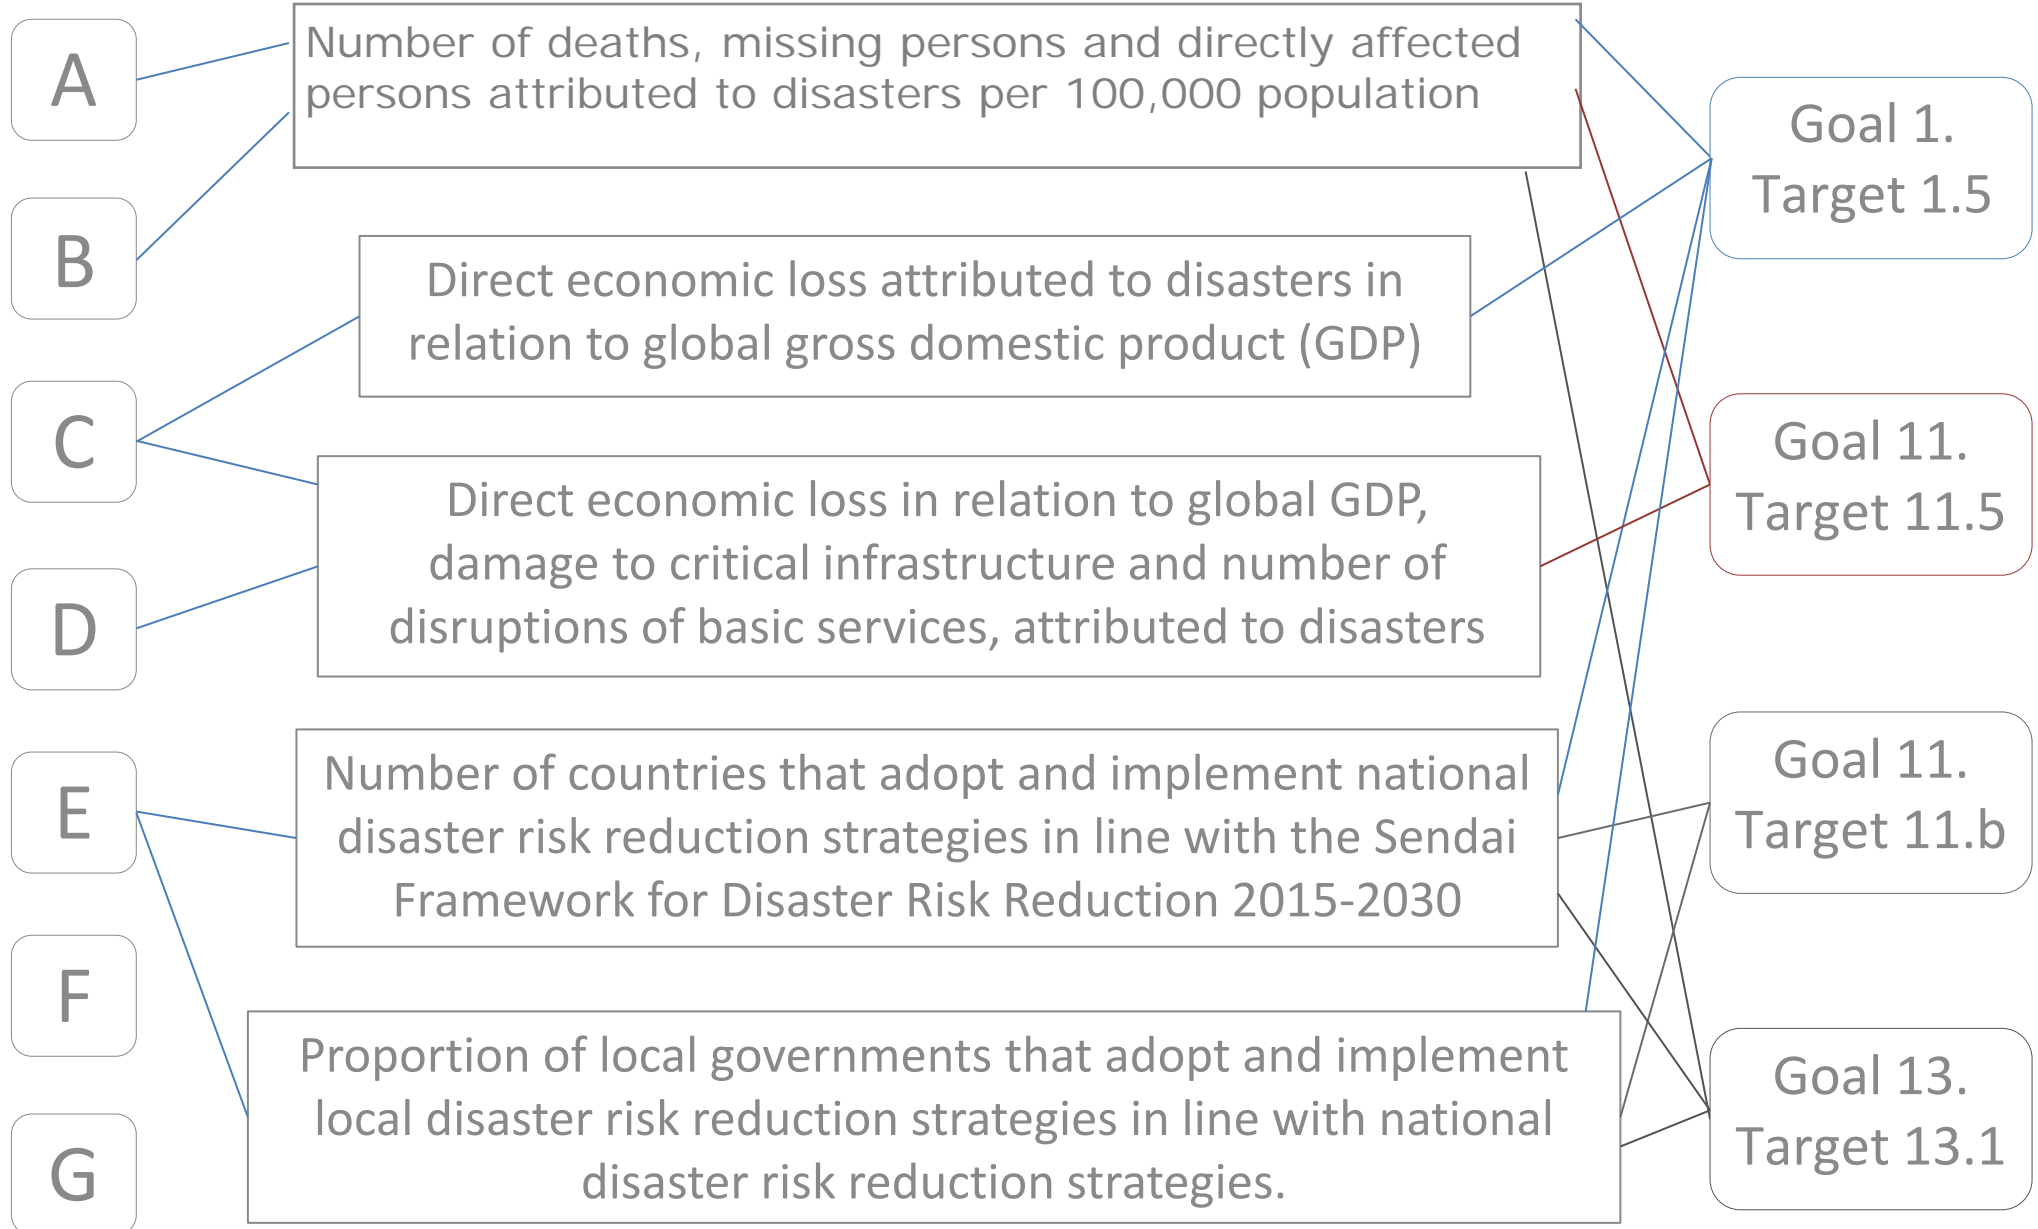 A
B
C
D
E
F
G
Number of deaths, missing persons and directly affected
persons attributed to disasters per 100,000 population
Direct economic loss attributed to disasters in
relation to global gross domestic product (GDP)
Direct economic loss in relation to global GDP,
damage to critical infrastructure and number of
disruptions of basic services, attributed to disasters
Number of countries that adopt and implement national
disaster risk reduction strategies in line with the Sendai
Framework for Disaster Risk Reduction 2015-2030
Proportion of local governments that adopt and implement
local disaster risk reduction strategies in line with national
disaster risk reduction strategies.
Goal 1.
Target 1.5
Goal 11.
Target 11.5
Goal 11.
Target 11.b
Goal 13.
Target 13.1